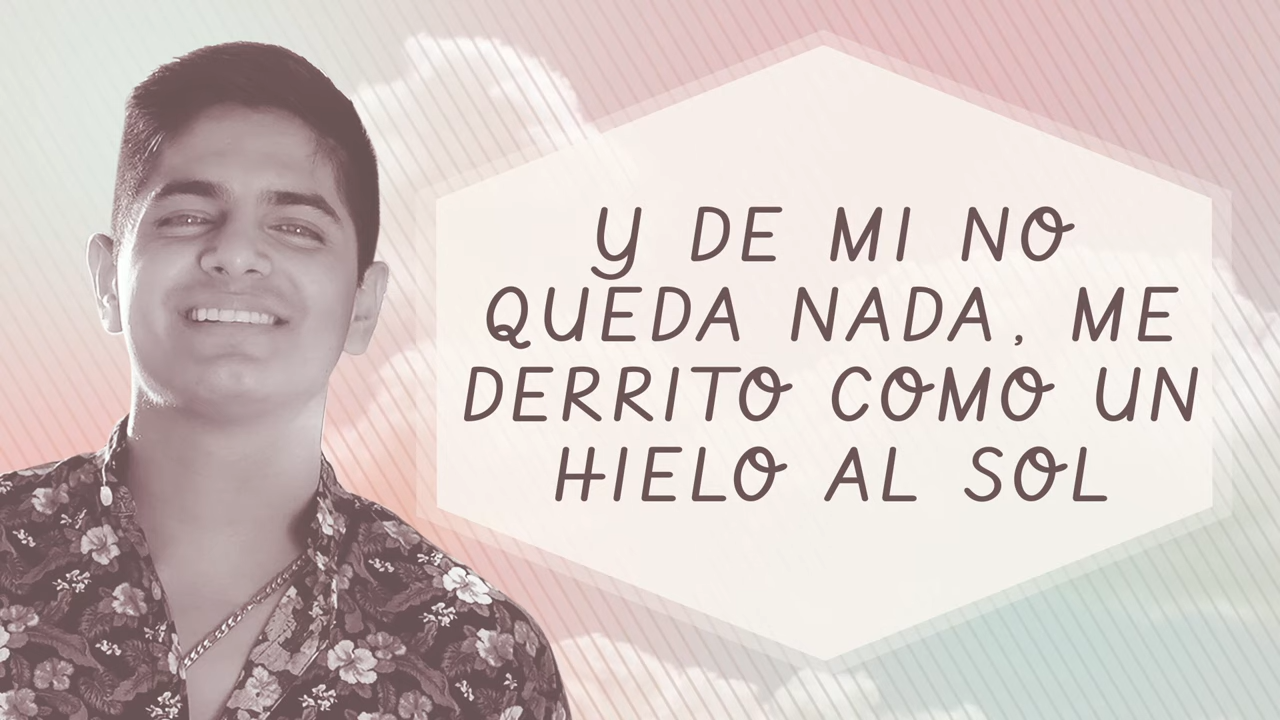 Y DE MI NO
QUEDA NADA, ME
DERRITO COMO UN
HIELO AL SOL